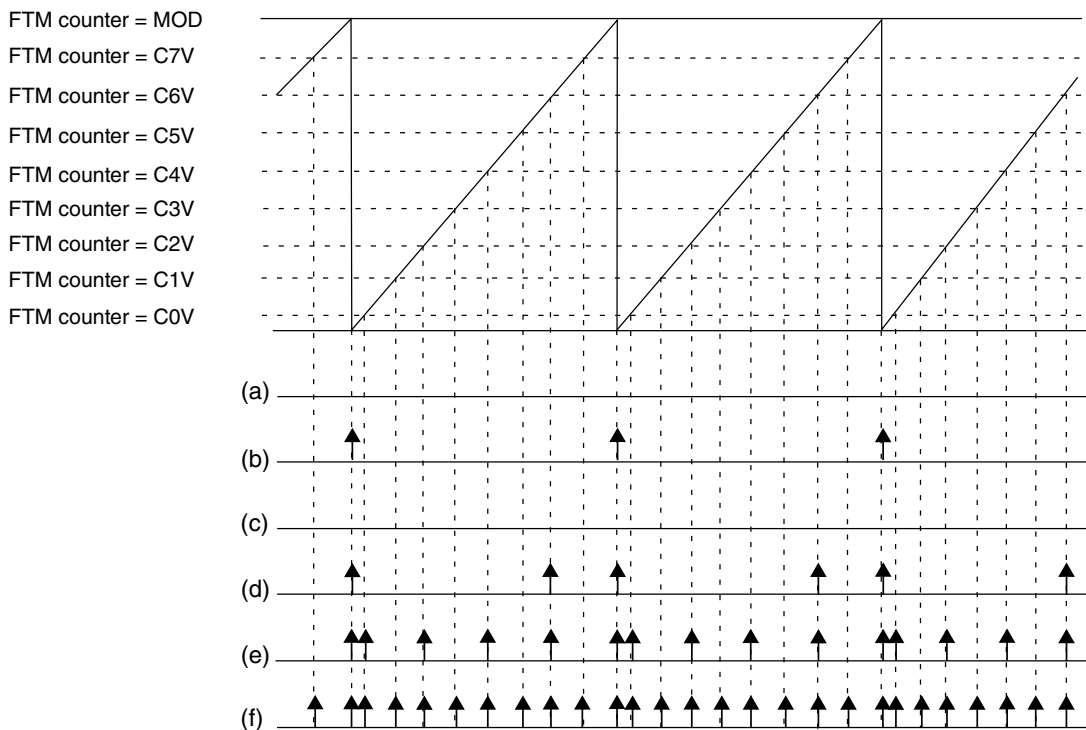 FTM counter = MOD
FTM counter = C7V
FTM counter = C6V
FTM counter = C5V
FTM counter = C4V
FTM counter = C3V
FTM counter = C2V
FTM counter = C1V
FTM counter = C0V
(a)
(b)
(c)
(d)
(e)
(f)